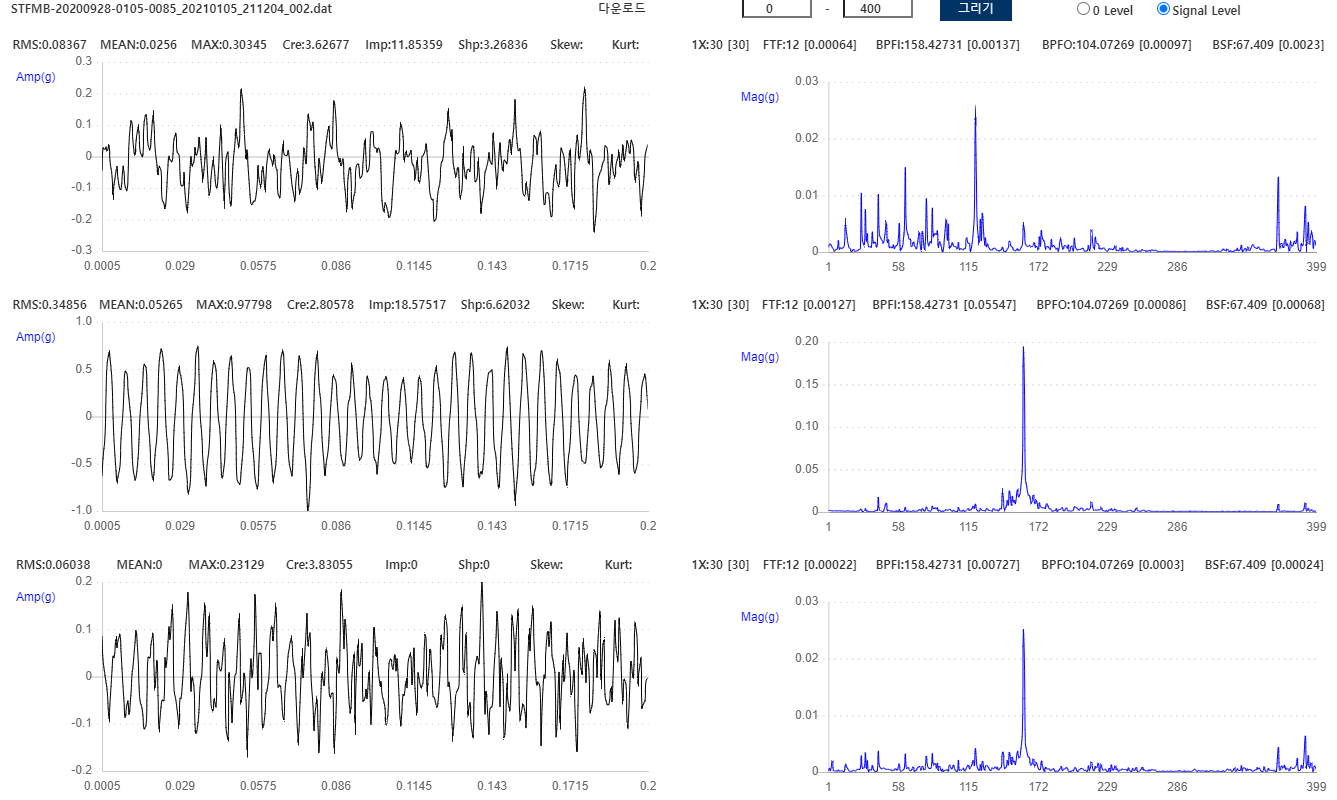 STFMB-20200928-0105-0085_20210105_211204_002.dat 다운로드 0 - 400 그리기 0 Level Signal Level
RMS:0.08367 MEAN:0.0256 MAX:0.30345 Cre:3.62677 Imp:11.85359 Shp:3.26836 Skew: Kurt:
Amp(g)
0.3
0.2
0.1
0
-0.1
-0.2
-0.3
0.0005 0.029 0.0575 0.086 0.1145 0.143 0.1715 0.2
1X:30 [30] FTF:12 [0.00064] BPFI:158.42731 [0.00137] BPFO:104.07269 [0.00097] BSF:67.409 [0.0023]
Mag(g)
0.03
0.02
0.01
0
1 58 115 172 229 286 399
RMS:0.34856 MEAN:0.05265 MAX:0.97798 Cre:2.80578 Imp:18.57517 Shp:6.62032 Skew: Kurt:
Amp(g)
1.0
0.5
0
-0.5
-1.0
0.0005 0.029 0.0575 0.086 0.1145 0.143 0.1715 0.2
1X:30 [30] FTF:12 [0.00127] BPFI:158.42731 [0.05547] BPFO:104.07269 [0.00086] BSF:67.409 [0.00068]
Mag(g)
0.20
0.15
0.10
0.05
0
1 58 115 172 229 286 399
RMS:0.06038 MEAN:0 MAX:0.23129 Cre:3.83055 Imp:0 Shp:0 Skew: Kurt:
Amp(g)
0.2
0.1
0
-0.1
-0.2
0.0005 0.029 0.0575 0.086 0.1145 0.143 0.1715 0.2
1X:30 [30] FTF:12 [0.00022] BPFI:158.42731 [0.00727] BPFO:104.07269 [0.0003] BSF:67.409 [0.00024]
Mag(g)
0.03
0.02
0.01
0
1 58 115 172 229 286 399